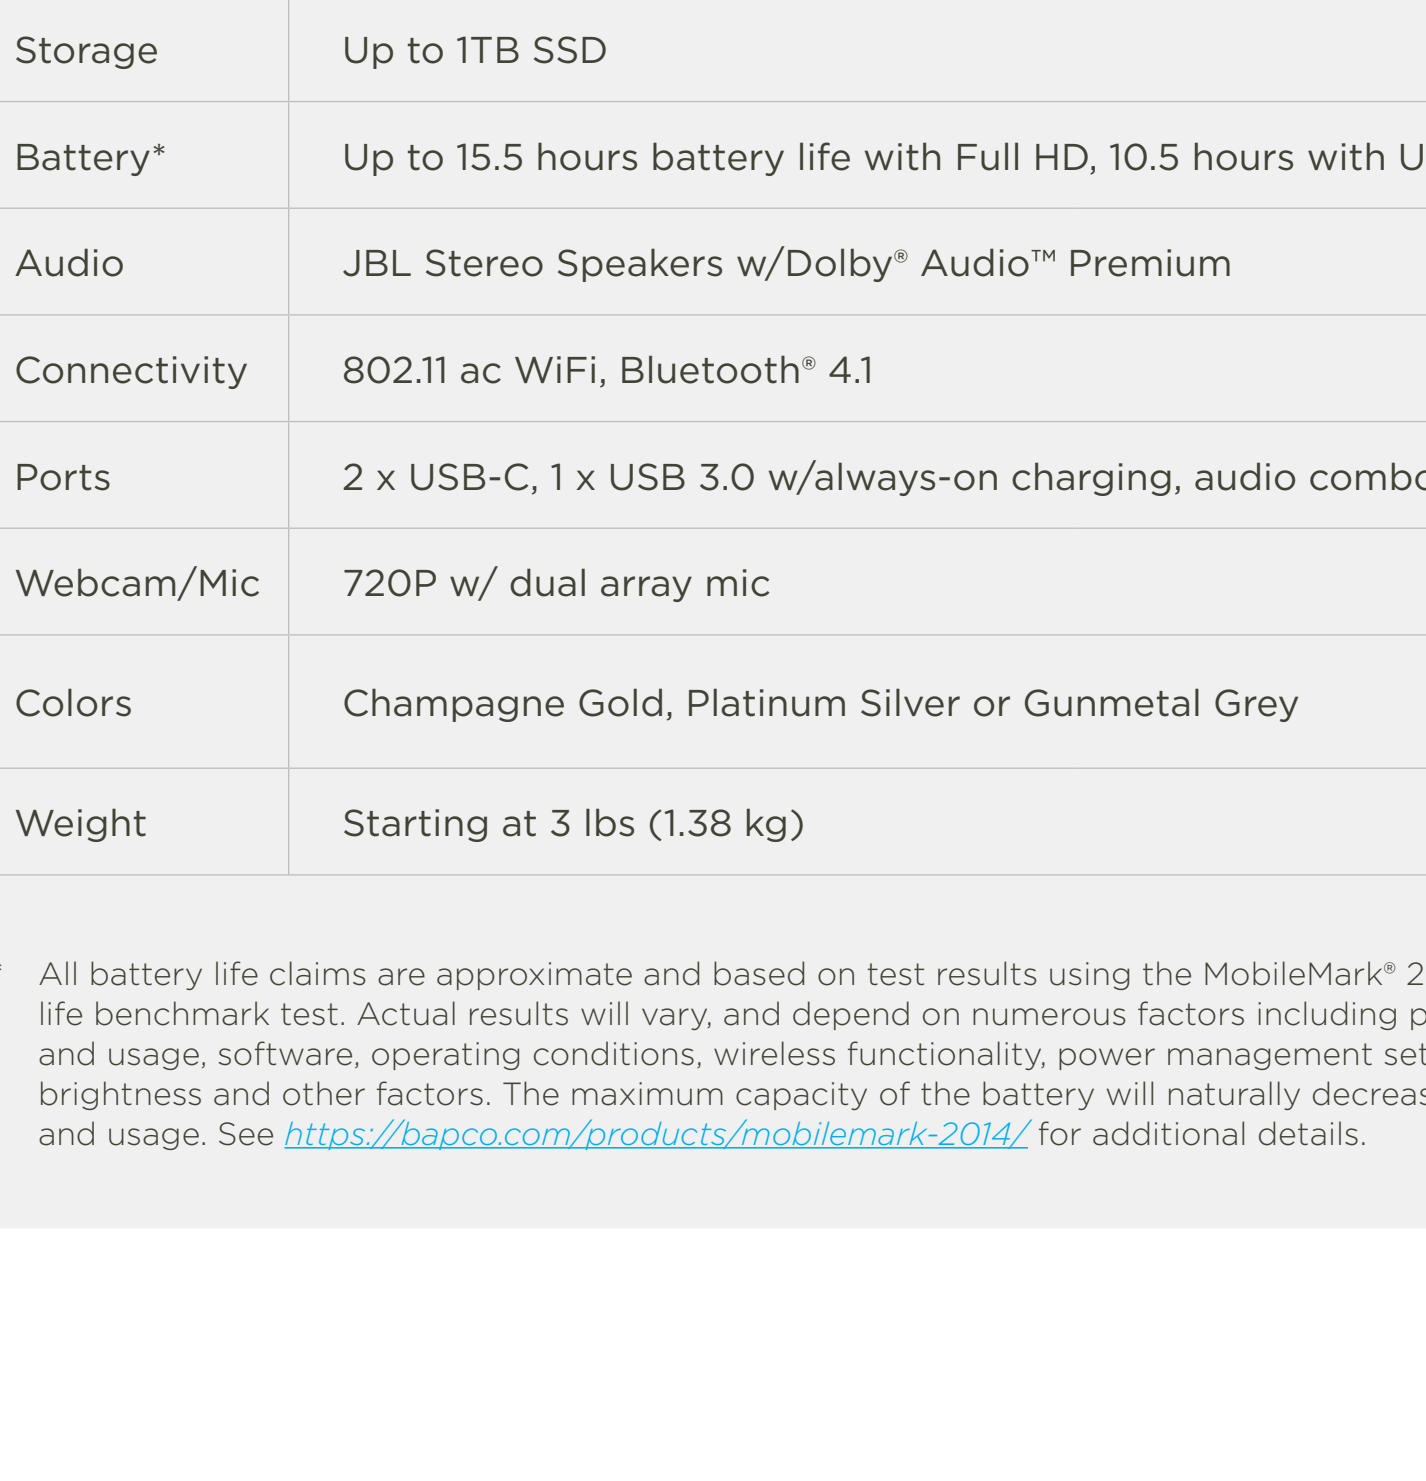 Storage Up to 1TB SSD
Battery* Up to 15.5 hours battery life with Full HD, 10.5 hours with
Audio JBL Stereo Speakers w/Dolby® Audio™ Premium
Connectivity 802.11 ac WiFi, Bluetooth® 4.1
Ports 2 x USB-C, 1 x USB 3.0 w/always-on charging, audio combo
Webcam/Mic 720P w/ dual array mic
Colors Champagne Gold, Platinum Silver or Gunmetal Grey
Weight Starting at 3 lbs (1.38 kg)
* All battery life claims are approximate and based on test results using the MobileMark®
life benchmark test. Actual results will vary, and depend on numerous factors including
and usage, software, operating conditions, wireless functionality, power management
brightness and other factors. The maximum capacity of the battery will naturally
and usage. See https://bapco.com/products/mobilemark-2014/ for additional details.